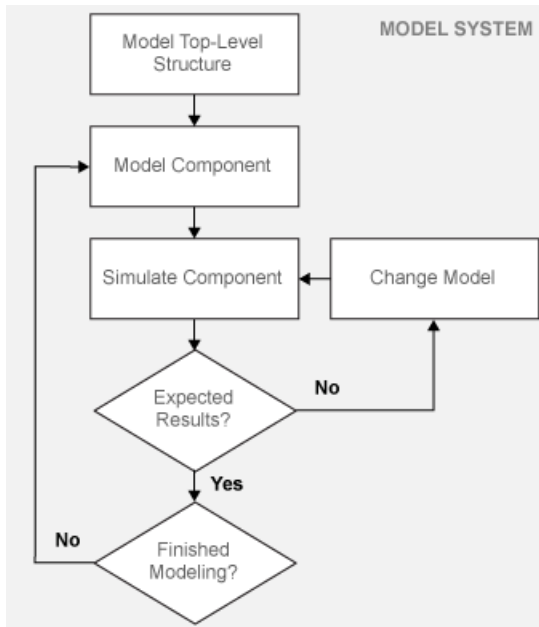 MODEL SYSTEM
Model Top-Level
Structure
Model Component
Simulate Component
Change Model
Expected
Results?
No
Yes
No
Finished
Modeling?